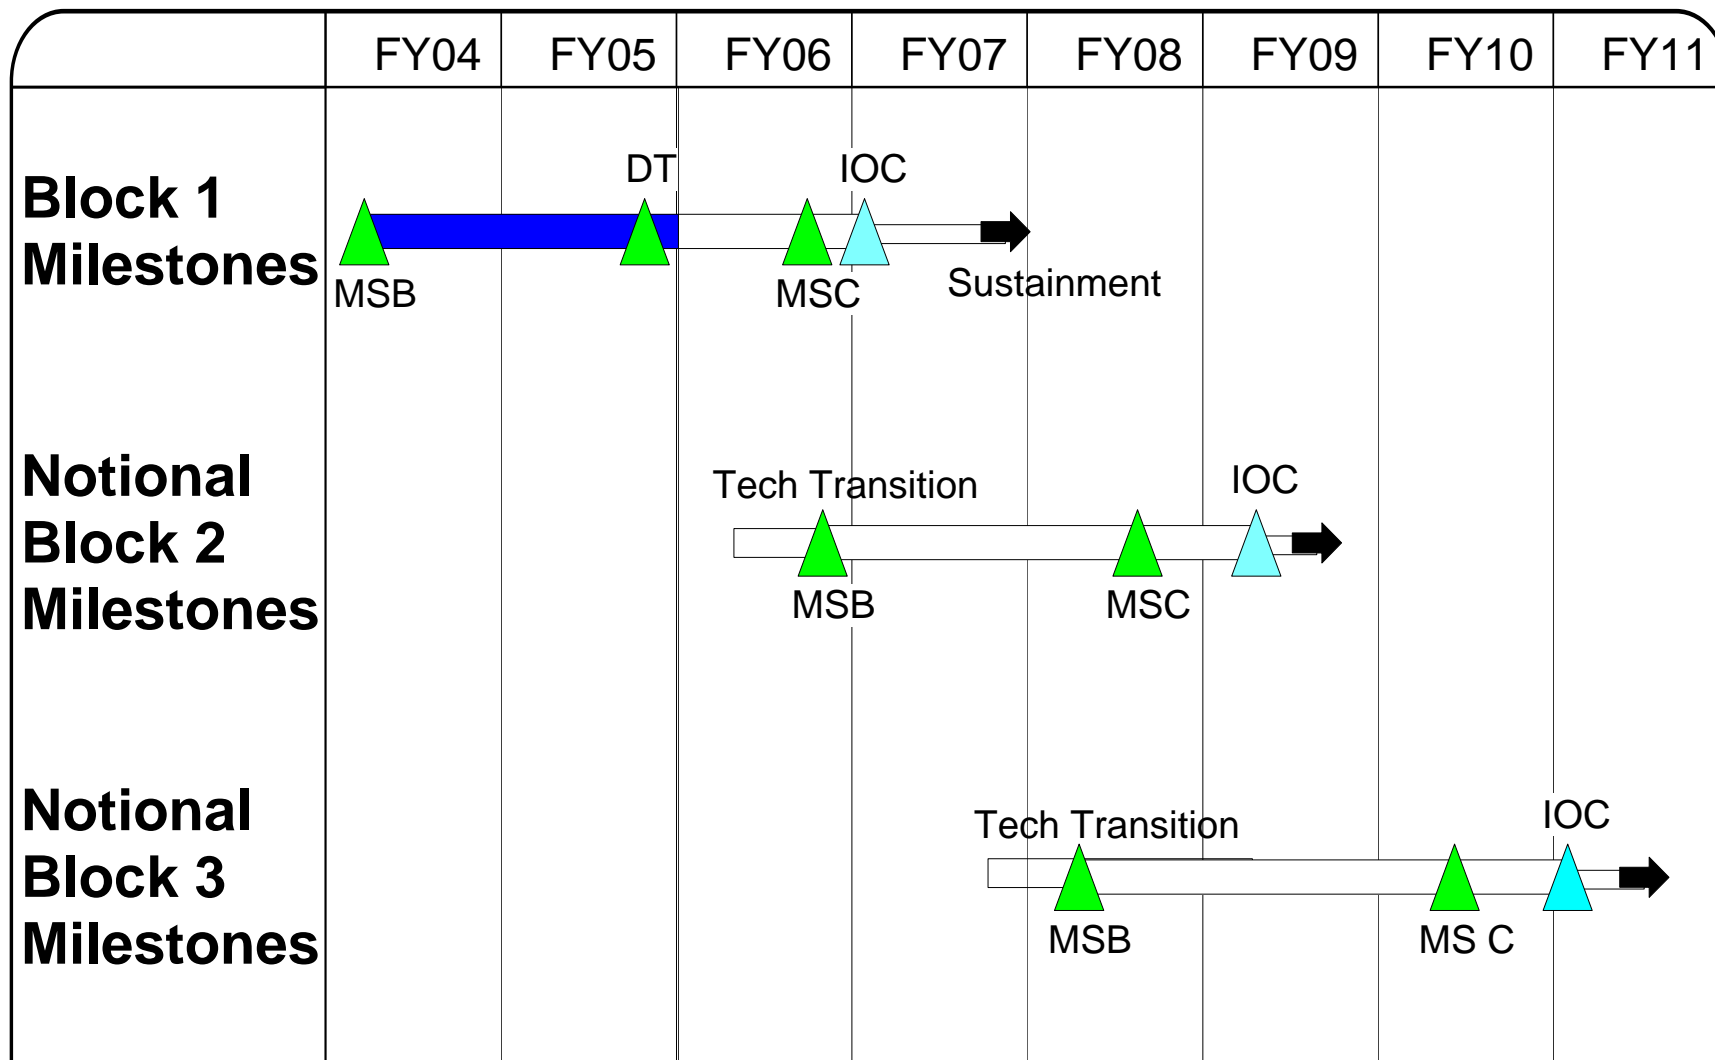 FY04 FY05 FY06 FY07 FY08 FY09 FY10 FY11
Block 1
Milestones
DT IOC
MSB MSC Sustainment
Notional
Block 2
Milestones
Tech Transition IOC
MSB MSC
Notional
Block 3
Milestones
Tech Transition IOC
MSB MS C